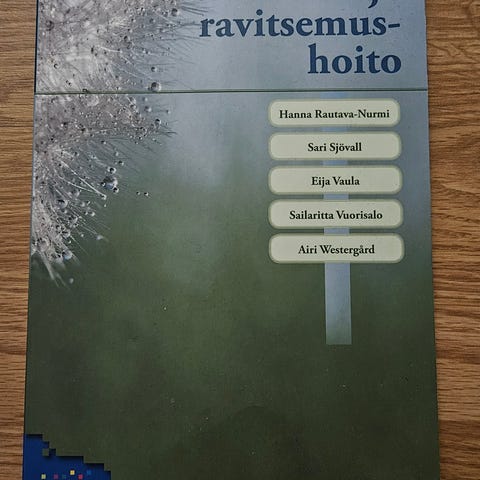 ravitsemus-
hoito
Hanna Rautava-Nurmi
Sari Sjövall
Eija Vaula
Sailaritta Vuorisalo
Airi Westergård